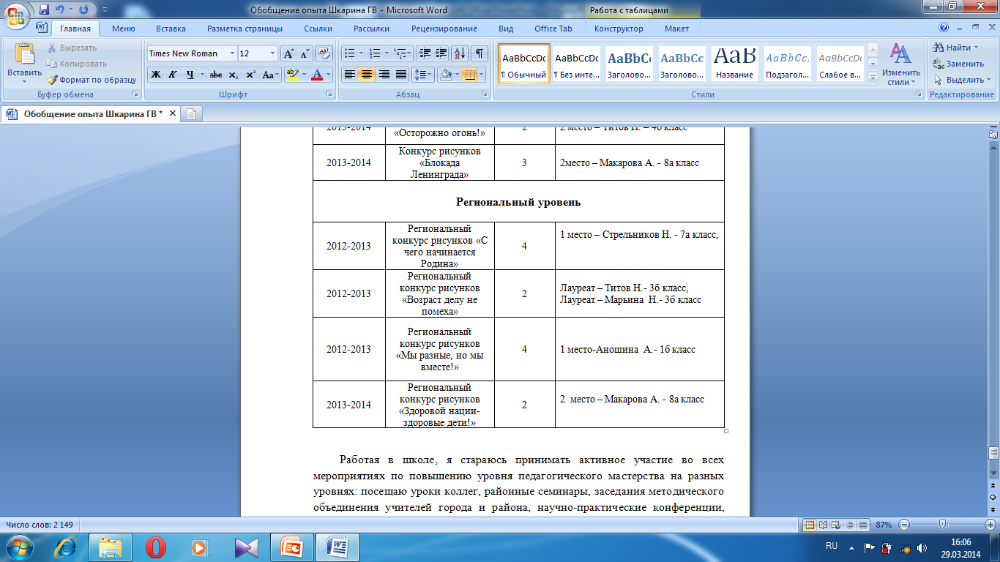 Обобщение опыта Шкарина ГВ - Microsoft Word
Работа с таблицами
Главная Меню Вставка Разметка страницы Ссылки Рассылки Рецензирование Вид Office Tab Конструктор Макет
Вставить
Вырезать
Копировать
Формат по образцу
Буфер обмена
Times New Roman 12
Ж К Ч abc x₂ x² Aa
Шрифт
Абзац
AaBbCcDc AaBbCcDc AaBbCc AaBbCc AaB AaBbCc. AaBbCcDc
¶ Обычный ¶ Без инте... Заголово... Заголово... Название Подзагол... Слабое в...
Изменить
стили
Стили
Найти
Заменить
Выделить
Редактирование
Обобщение опыта Шкарина ГВ *
2013-2014 «Осторожно огонь!» 2 2 место – Титов Н. – 4б класс
2013-2014
Конкурс рисунков
«Блокада
Ленинграда»
3
2место – Макарова А. - 8а класс
Региональный уровень
2012-2013
Региональный
конкурс рисунков «С
чего начинается
Родина»
4
1 место – Стрельников Н. - 7а класс,
2012-2013
Региональный
конкурс рисунков
«Возраст делу не
помеха»
2
Лауреат – Титов Н.- 3б класс,
Лауреат – Марьина Н.- 3б класс
2012-2013
Региональный
конкурс рисунков
«Мы разные, но мы
вместе!»
4
1 место-Аношина А.- 1б класс
2013-2014
Региональный
конкурс рисунков
«Здоровой нации-
здоровые дети!»
2
2 место – Макарова А. - 8а класс
Работая в школе, я стараюсь принимать активное участие во всех
мероприятиях по повышению уровня педагогического мастерства на разных
уровнях: посещаю уроки коллег, районные семинары, заседания методического
объединения учителей города и района, научно-практические конференции,
Число слов: 2 149
87%
RU
16:06
29.03.2014